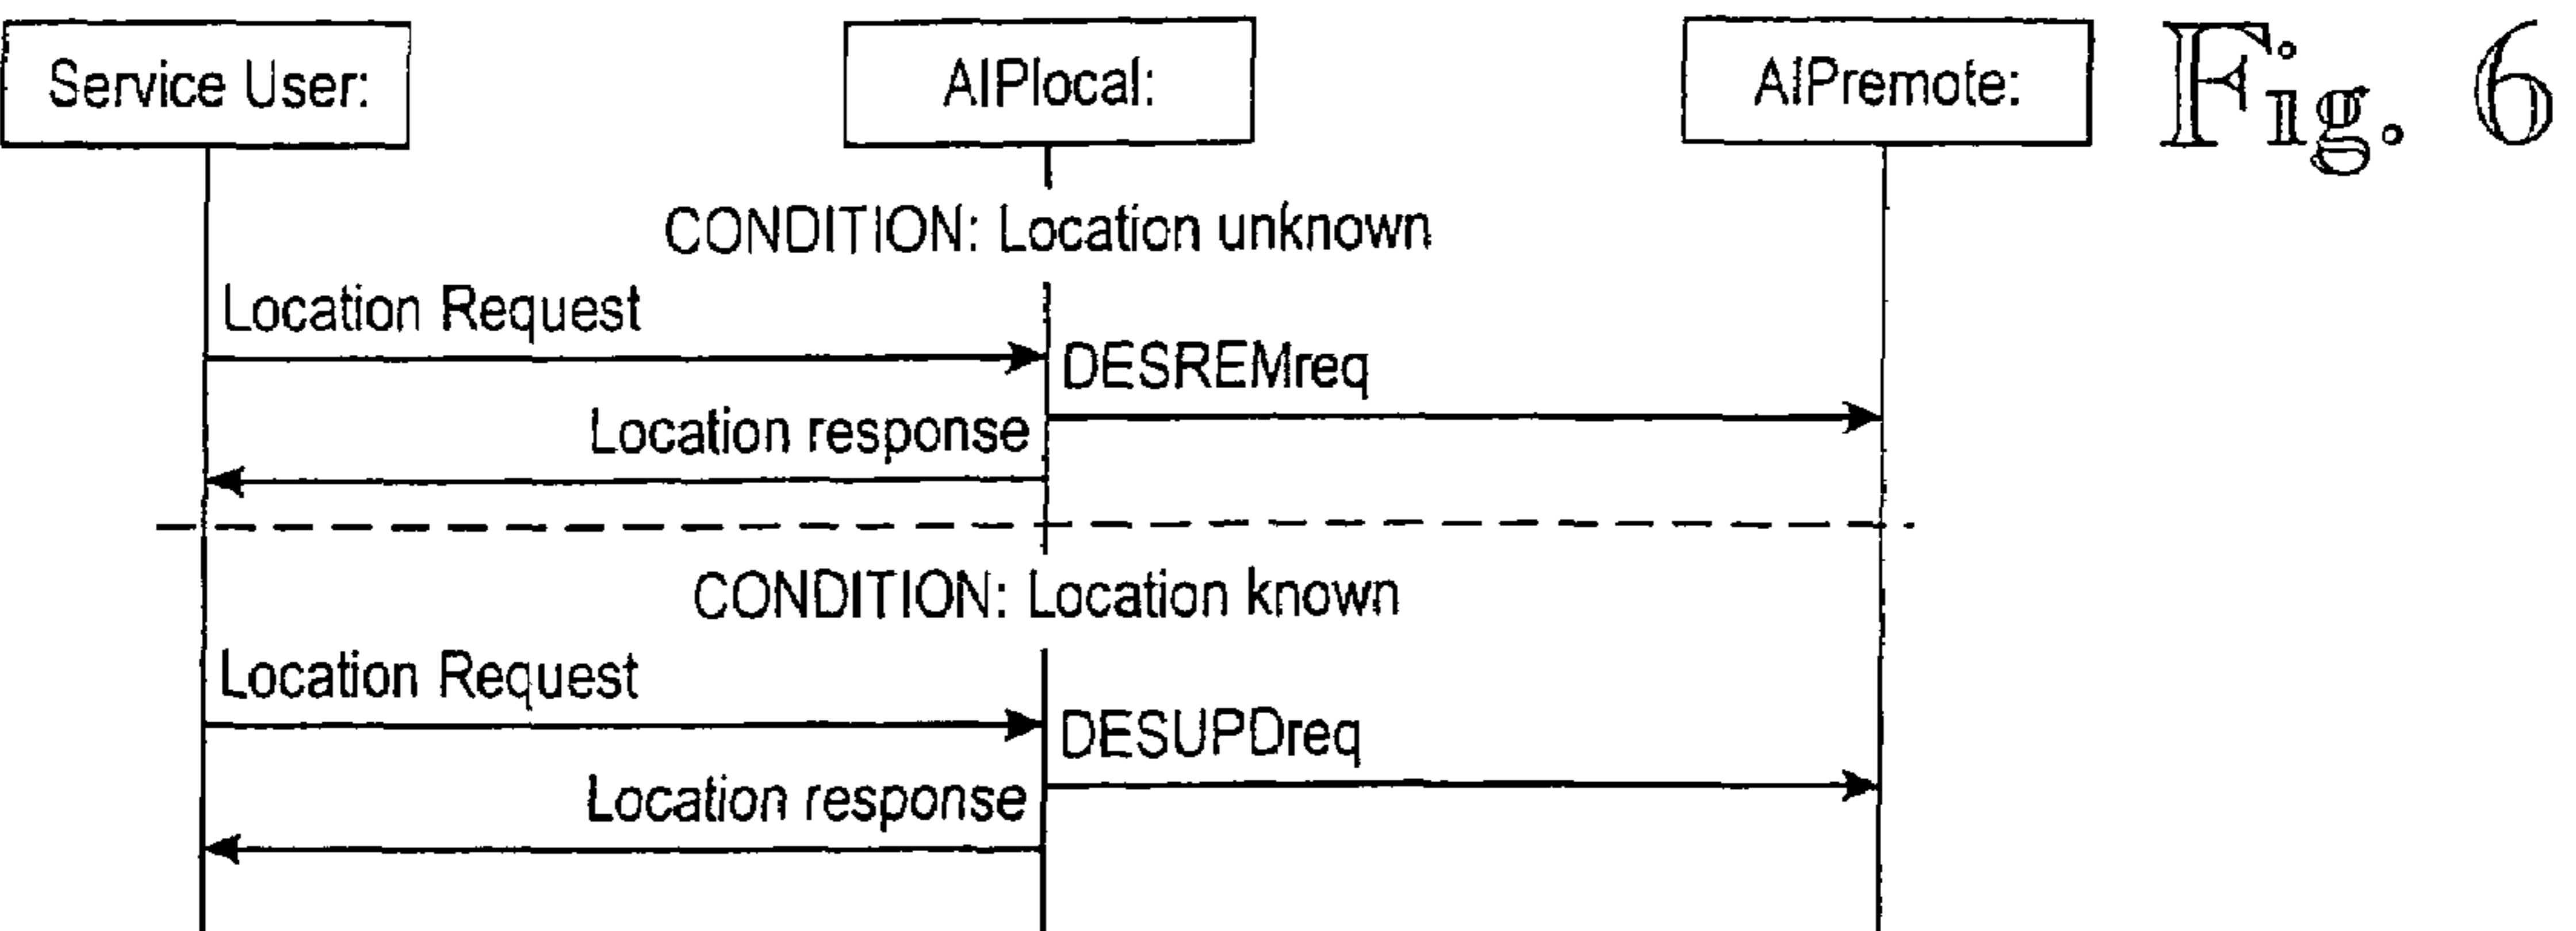 Service User:
AIPlocal:
AIPremote:
Fig. 6
CONDITION: Location unknown
Location Request
DESREMreq
Location response
CONDITION: Location known
Location Request
DESUPDreq
Location response